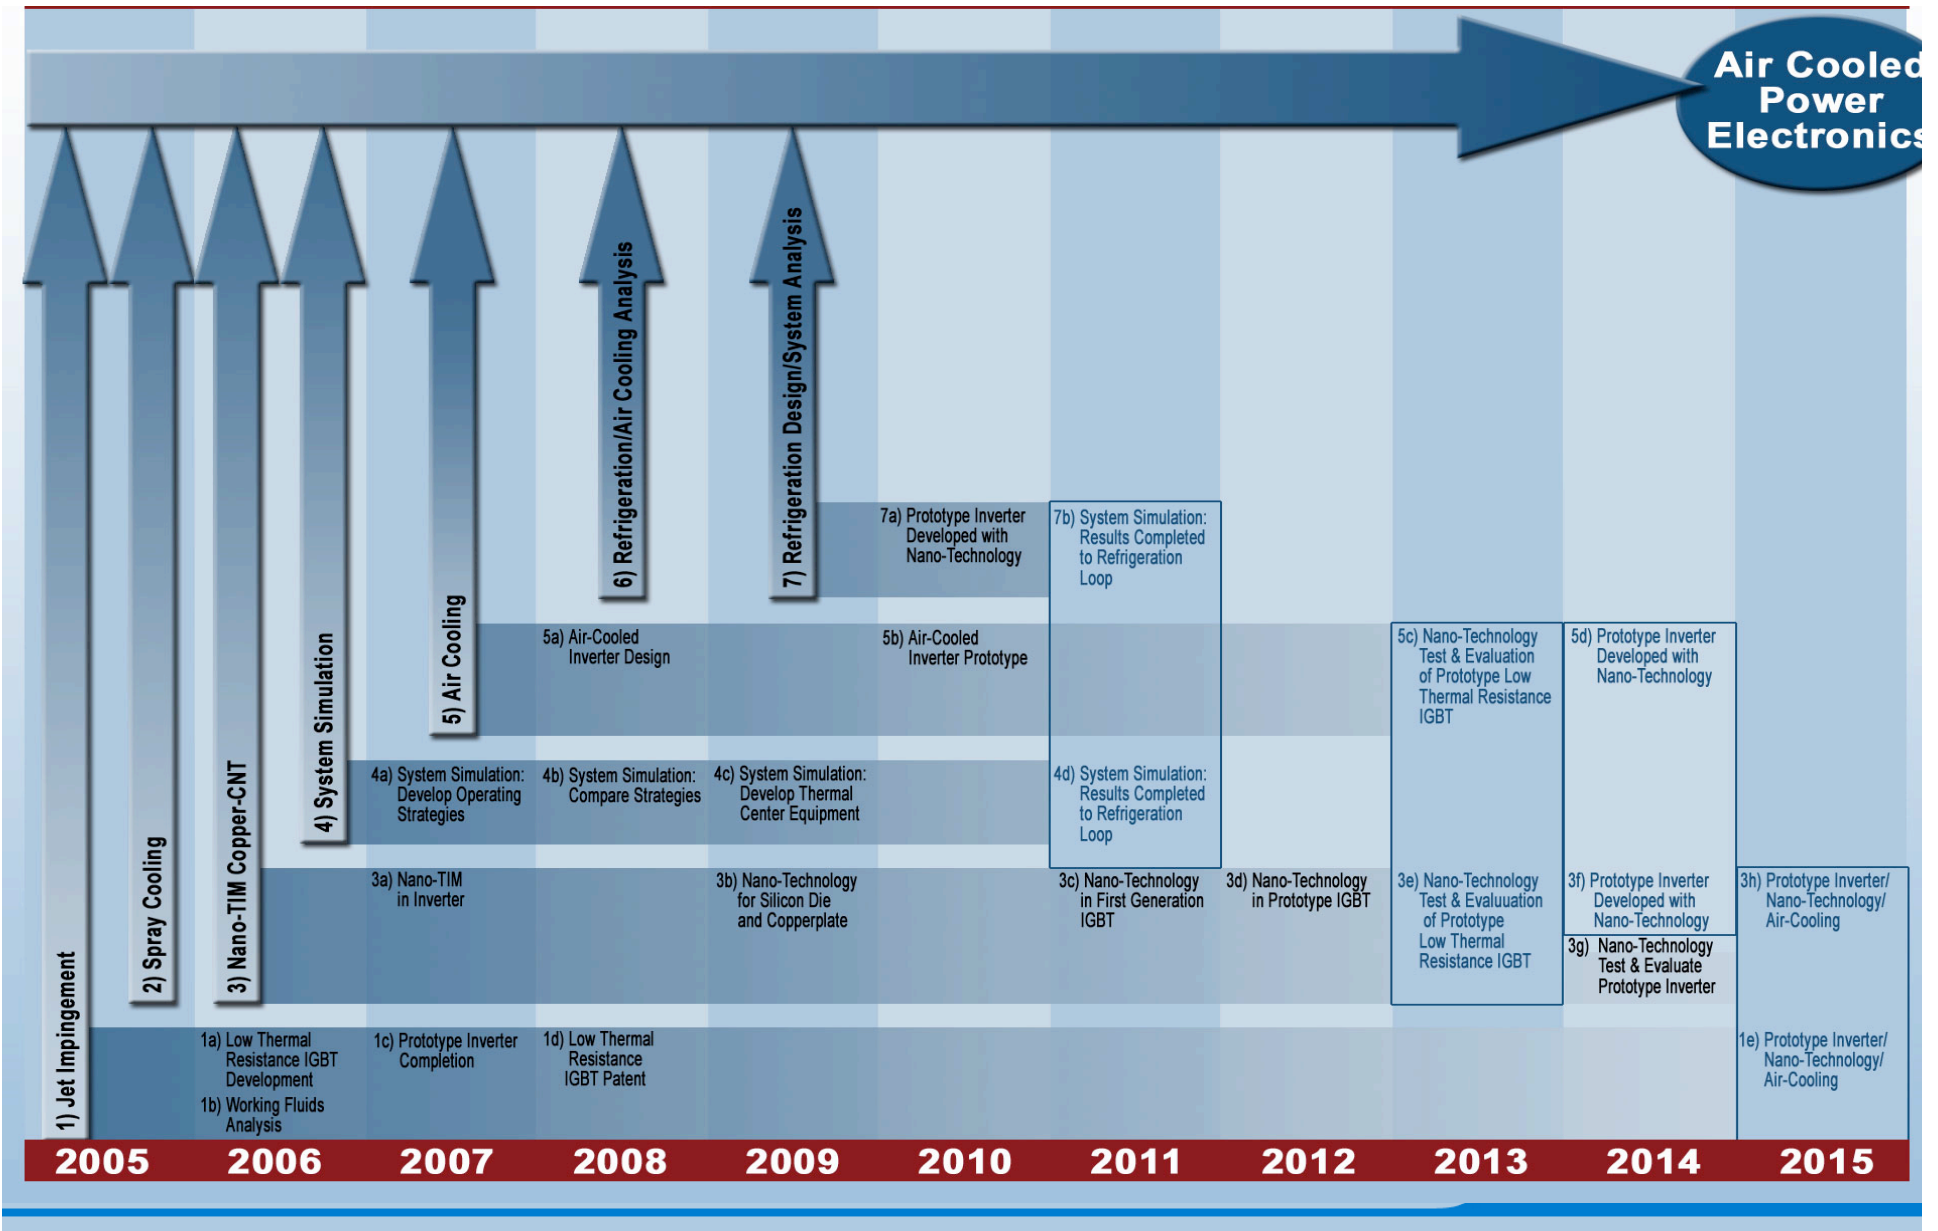 Air Cooled
Power
Electronics
1) Jet Impingement
2) Spray Cooling
3) Nano-TIM Copper-CNT
4) System Simulation
5) Air Cooling
6) Refrigeration/Air Cooling Analysis
7) Refrigeration Design/System Analysis
7a) Prototype Inverter
Developed with
Nano-Technology
7b) System Simulation:
Results Completed
to Refrigeration
Loop
5a) Air-Cooled
Inverter Design
5b) Air-Cooled
Inverter Prototype
5c) Nano-Technology
Test & Evaluation
of Prototype Low
Thermal Resistance
IGBT
5d) Prototype Inverter
Developed with
Nano-Technology
4a) System Simulation:
Develop Operating
Strategies
4b) System Simulation:
Compare Strategies
4c) System Simulation:
Develop Thermal
Center Equipment
4d) System Simulation:
Results Completed
to Refrigeration
Loop
3a) Nano-TIM
in Inverter
3b) Nano-Technology
for Silicon Die
and Copperplate
3c) Nano-Technology
in First Generation
IGBT
3d) Nano-Technology
in Prototype IGBT
3e) Nano-Technology
Test & Evaluuation
of Prototype
Low Thermal
Resistance IGBT
3f) Prototype Inverter
Developed with
Nano-Technology
3g) Nano-Technology
Test & Evaluate
Prototype Inverter
3h) Prototype Inverter/
Nano-Technology/
Air-Cooling
1a) Low Thermal
Resistance IGBT
Development
1b) Working Fluids
Analysis
1c) Prototype Inverter
Completion
1d) Low Thermal
Resistance
IGBT Patent
1e) Prototype Inverter/
Nano-Technology/
Air-Cooling
2005 2006 2007 2008 2009 2010 2011 2012 2013 2014 2015